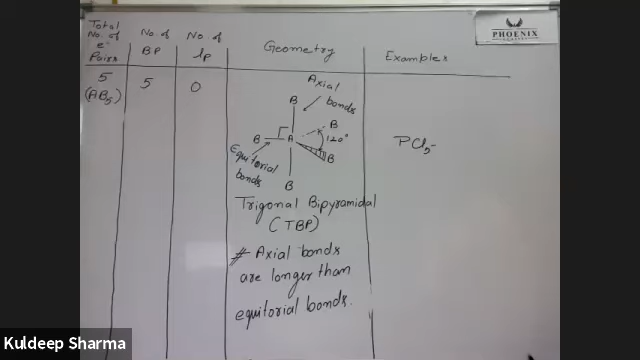 Total No. of e⁻ Pairs
No. of BP
No. of lp
Geometry
Examples
PHOENIX
5
(AB₅)
5
0
Axial bonds
B
B
A
B
120°
B
B
Equitorial bonds
PCl₅
Trigonal Bipyramidal
(TBP)
# Axial bonds
are longer than
equitorial bonds.
Kuldeep Sharma